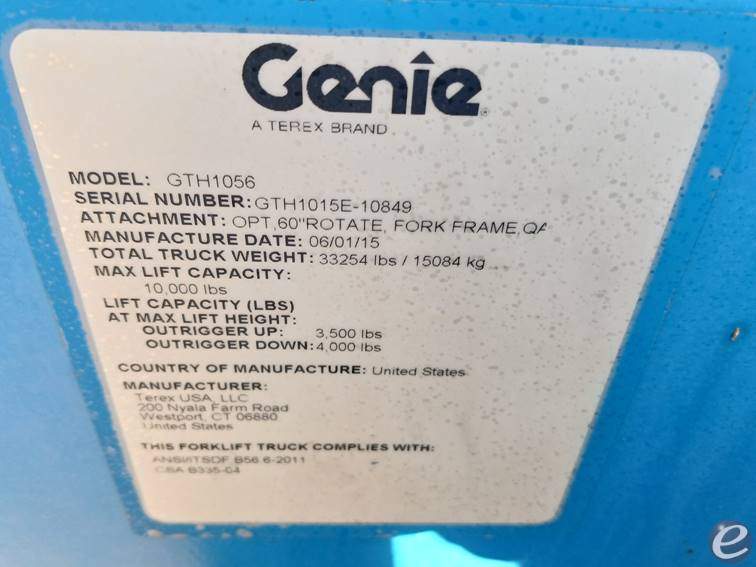 Genie
A TEREX BRAND
MODEL: GTH1056
SERIAL NUMBER: GTH1015E-10849
ATTACHMENT: OPT,60"ROTATE, FORK FRAME,QA
MANUFACTURE DATE: 06/01/15
TOTAL TRUCK WEIGHT: 33254 lbs / 15084 kg
MAX LIFT CAPACITY:
10,000 lbs
LIFT CAPACITY (LBS)
AT MAX LIFT HEIGHT:
OUTRIGGER UP: 3,500 lbs
OUTRIGGER DOWN: 4,000 lbs
COUNTRY OF MANUFACTURE: United States
MANUFACTURER:
Terex USA, LLC
200 Nyala Farm Road
Westport, CT 06880
United States
THIS FORKLIFT TRUCK COMPLIES WITH:
ANSI/ITSDF B56.6-2011
CSA B335-04
e